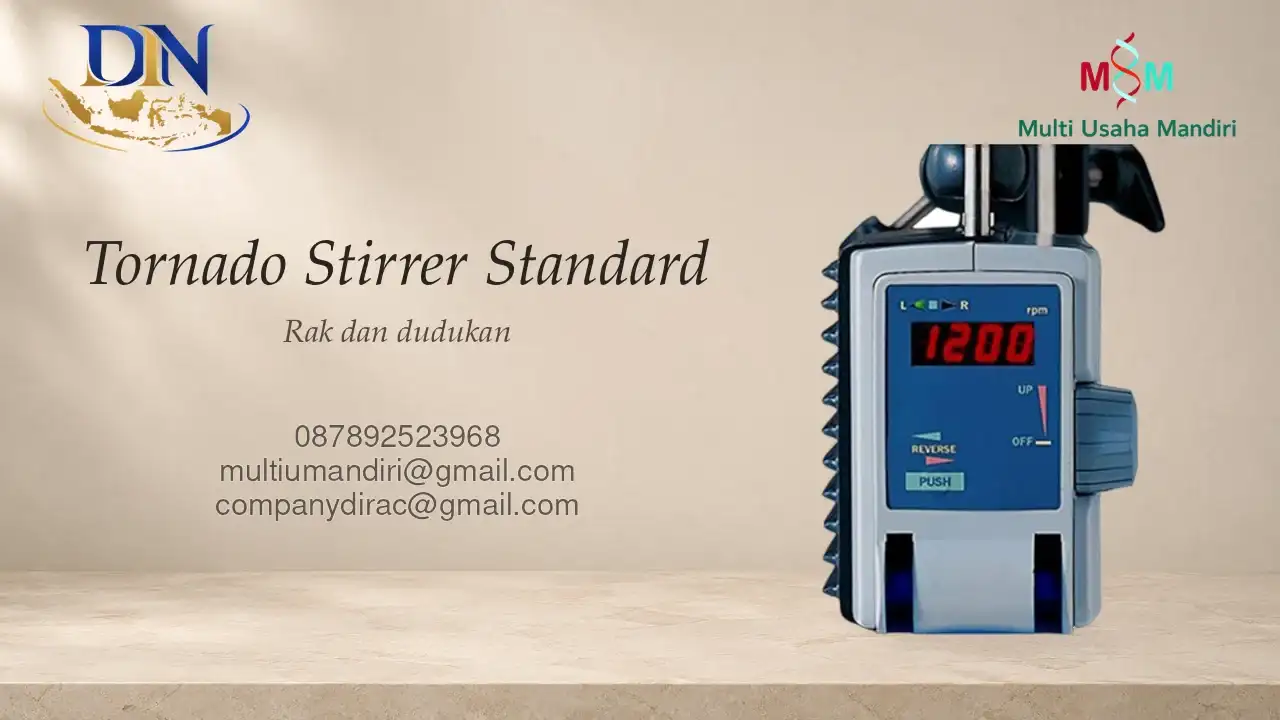 DN
MSM
Multi Usaha Mandiri
Tornado Stirrer Standard
Rak dan dudukan
087892523968
multiumandiri@gmail.com
companydirac@gmail.com
L R
rpm
1200
UP
OFF
REVERSE
PUSH